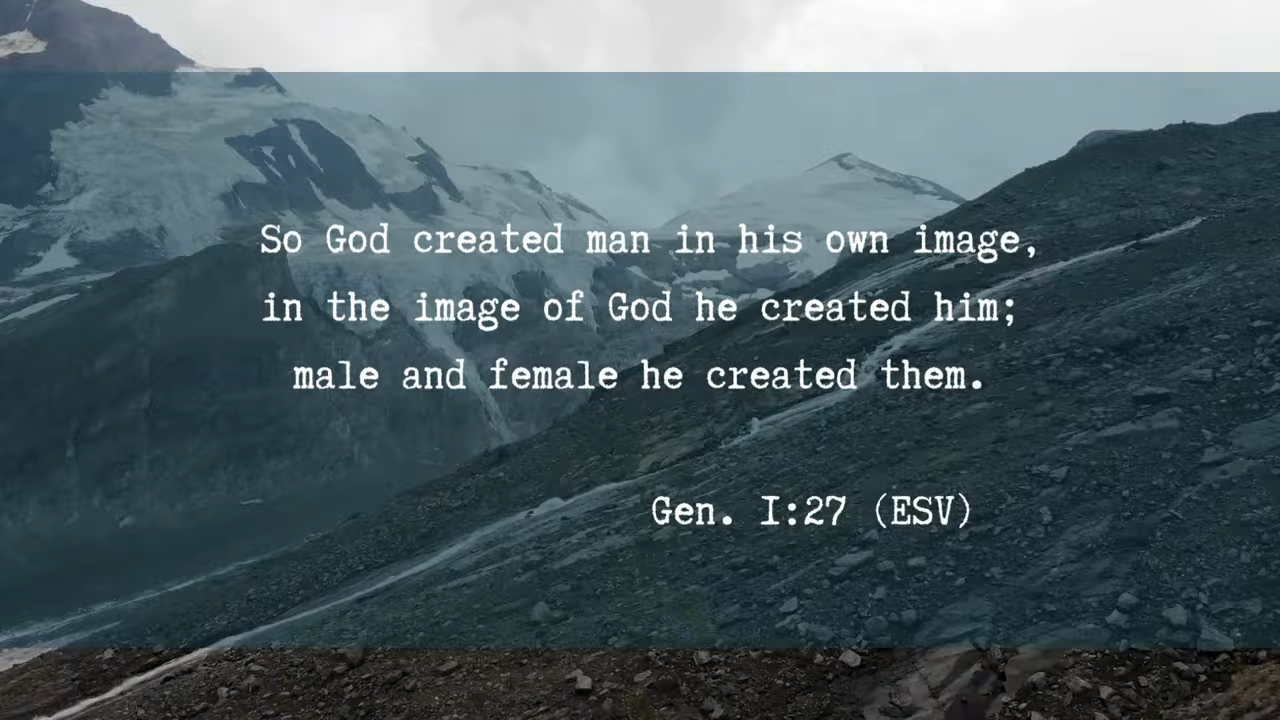 So God created man in his own image,
in the image of God he created him;
male and female he created them.
Gen. 1:27 (ESV)